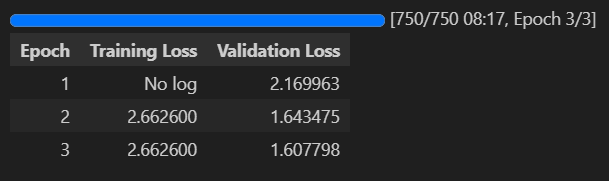 [750/750 08:17, Epoch 3/3]
Epoch Training Loss Validation Loss
1 No log 2.169963
2 2.662600 1.643475
3 2.662600 1.607798